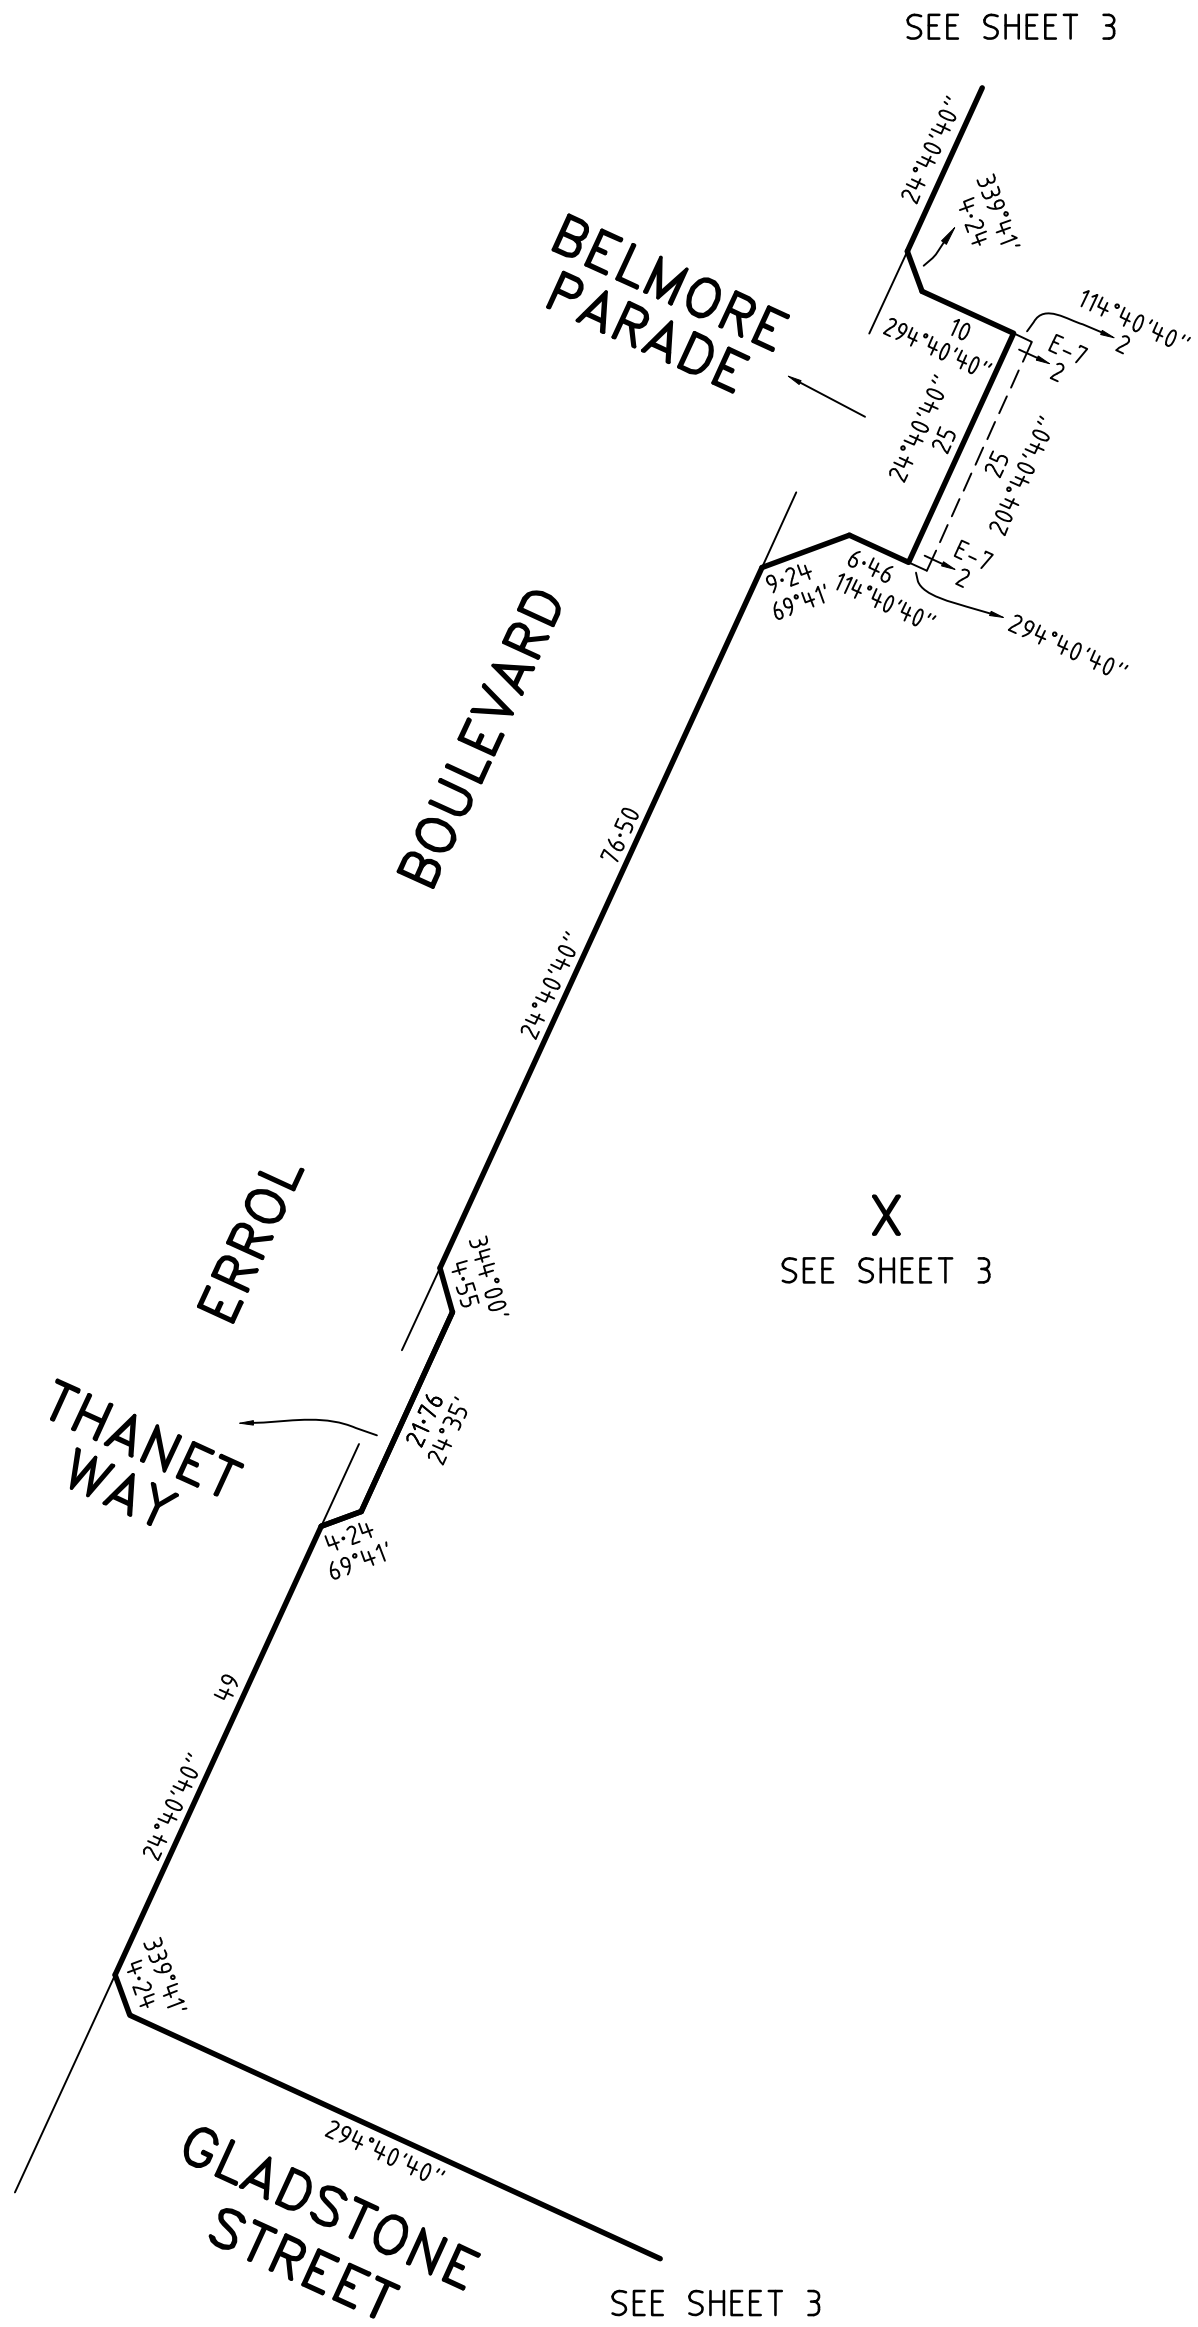 SEE SHEET 3
24°40'40"
339°41'
4·24
BELMORE
PARADE
10
294°40'40"
114°40'40"
2
E-7
2
24°40'40"
25
25
204°40'40"
E-7
2
9·24
69°41'
6·46
114°40'40"
294°40'40"
BOULEVARD
76·50
24°40'40"
ERROL
344°00'
4·55
X
SEE SHEET 3
THANET
WAY
21·76
24°35'
4·24
69°41'
49
24°40'40"
339°41'
4·24
294°40'40"
GLADSTONE
STREET
SEE SHEET 3